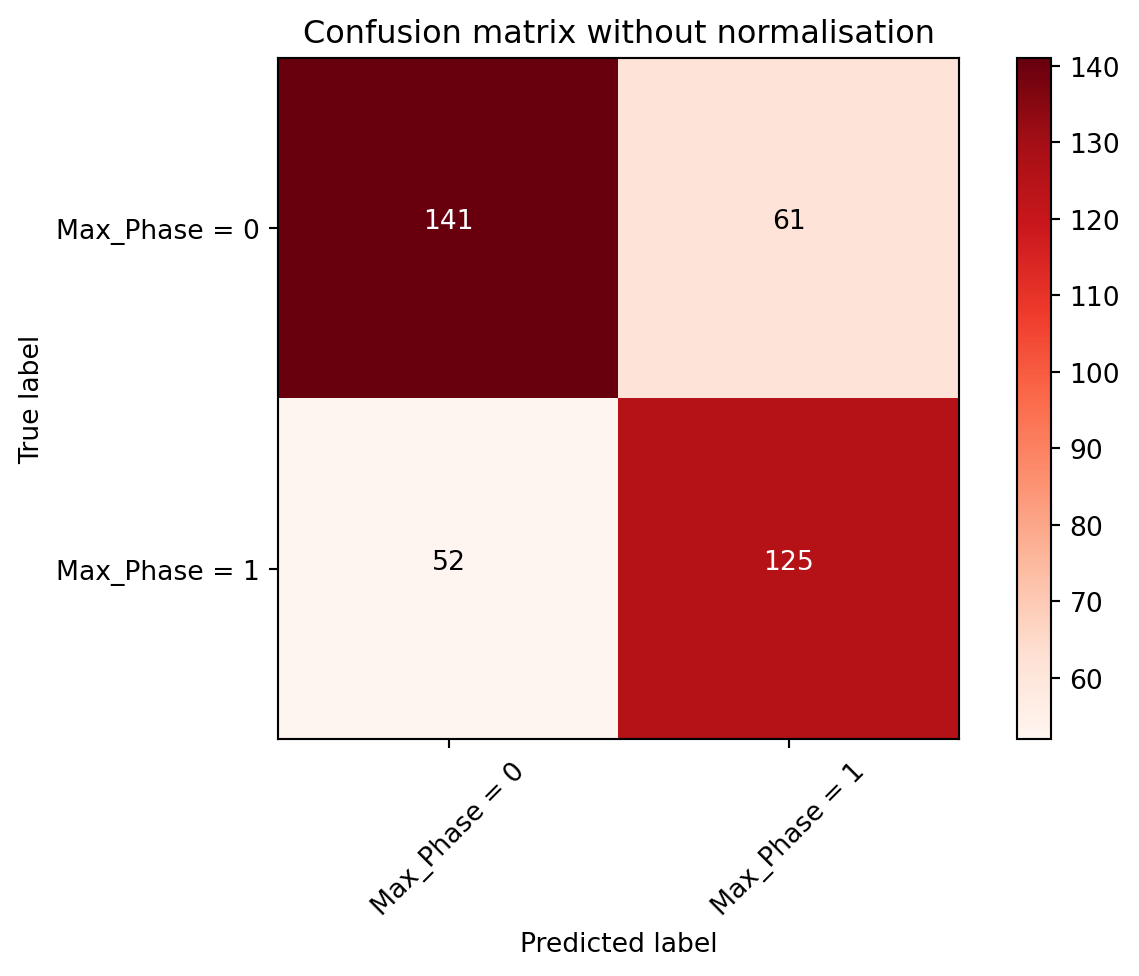 Confusion matrix without normalisation
True label
Max_Phase = 0
Max_Phase = 1
141
61
52
125
Max_Phase = 0
Max_Phase = 1
Predicted label
140
130
120
110
100
90
80
70
60